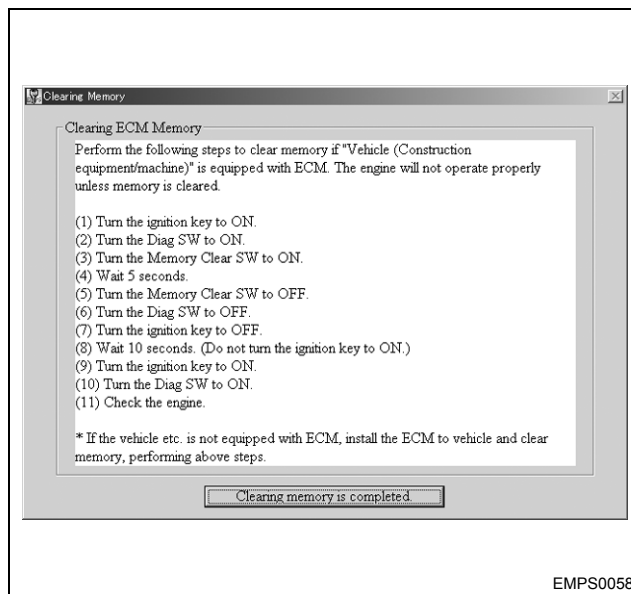 Clearing Memory
Clearing ECM Memory
Perform the following steps to clear memory if "Vehicle (Construction
equipment/machine)" is equipped with ECM. The engine will not operate properly
unless memory is cleared.
(1) Turn the ignition key to ON.
(2) Turn the Diag SW to ON.
(3) Turn the Memory Clear SW to ON.
(4) Wait 5 seconds.
(5) Turn the Memory Clear SW to OFF.
(6) Turn the Diag SW to OFF.
(7) Turn the ignition key to OFF.
(8) Wait 10 seconds. (Do not turn the ignition key to ON.)
(9) Turn the ignition key to ON.
(10) Turn the Diag SW to ON.
(11) Check the engine.
* If the vehicle etc. is not equipped with ECM, install the ECM to vehicle and clear
memory, performing above steps.
Clearing memory is completed.
EMPS0058